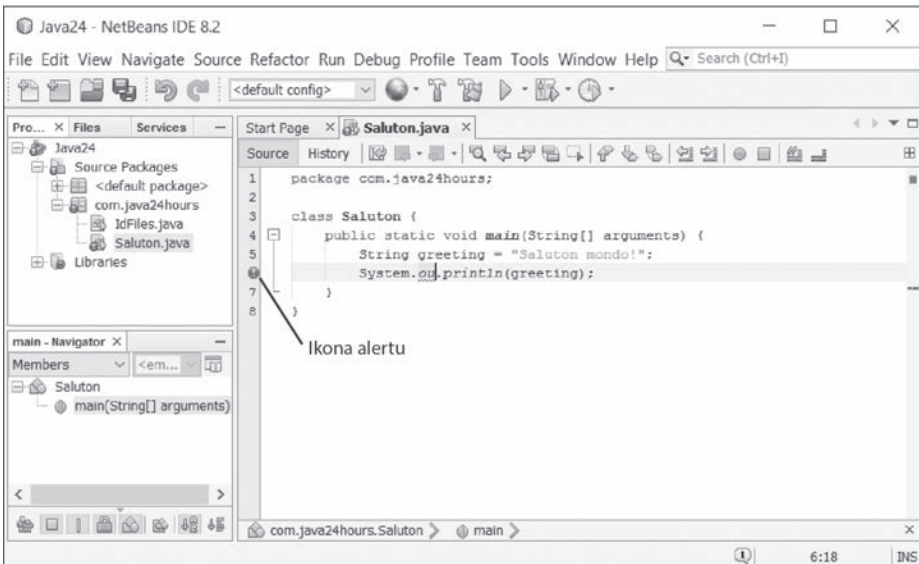 Java24 - NetBeans IDE 8.2
File Edit View Navigate Source Refactor Run Debug Profile Team Tools Window Help Search (Ctrl+I)
<default config>
Pro... Files Services
Java24
Source Packages
<default package>
com.java24hours
IdFiles.java
Saluton.java
Libraries
main - Navigator
Members <em...
Saluton
main(String[] arguments)
Start Page Saluton.java
Source History
1 package com.java24hours;
2
3 class Saluton {
4 public static void main(String[] arguments) {
5 String greeting = "Saluton mondo!";
System.ou.println(greeting);
7 }
8 }
Ikona alertu
com.java24hours.Saluton main
1 6:18 INS